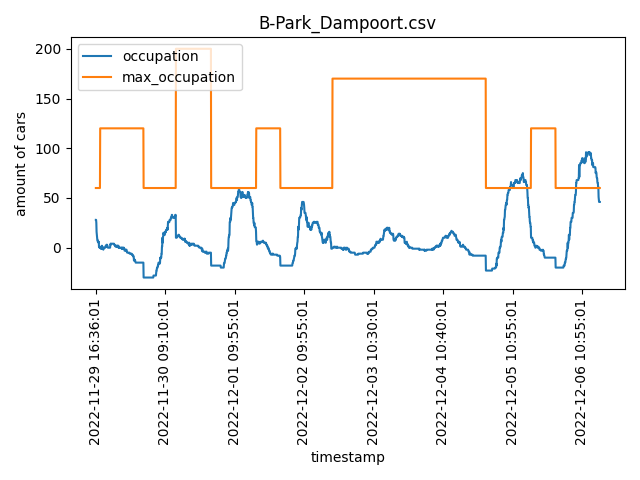 B-Park_Dampoort.csv
occupation
max_occupation
amount of cars
200
150
100
50
0
2022-11-29 16:36:01
2022-11-30 09:10:01
2022-12-01 09:55:01
2022-12-02 09:55:01
2022-12-03 10:30:01
2022-12-04 10:40:01
2022-12-05 10:55:01
2022-12-06 10:55:01
timestamp